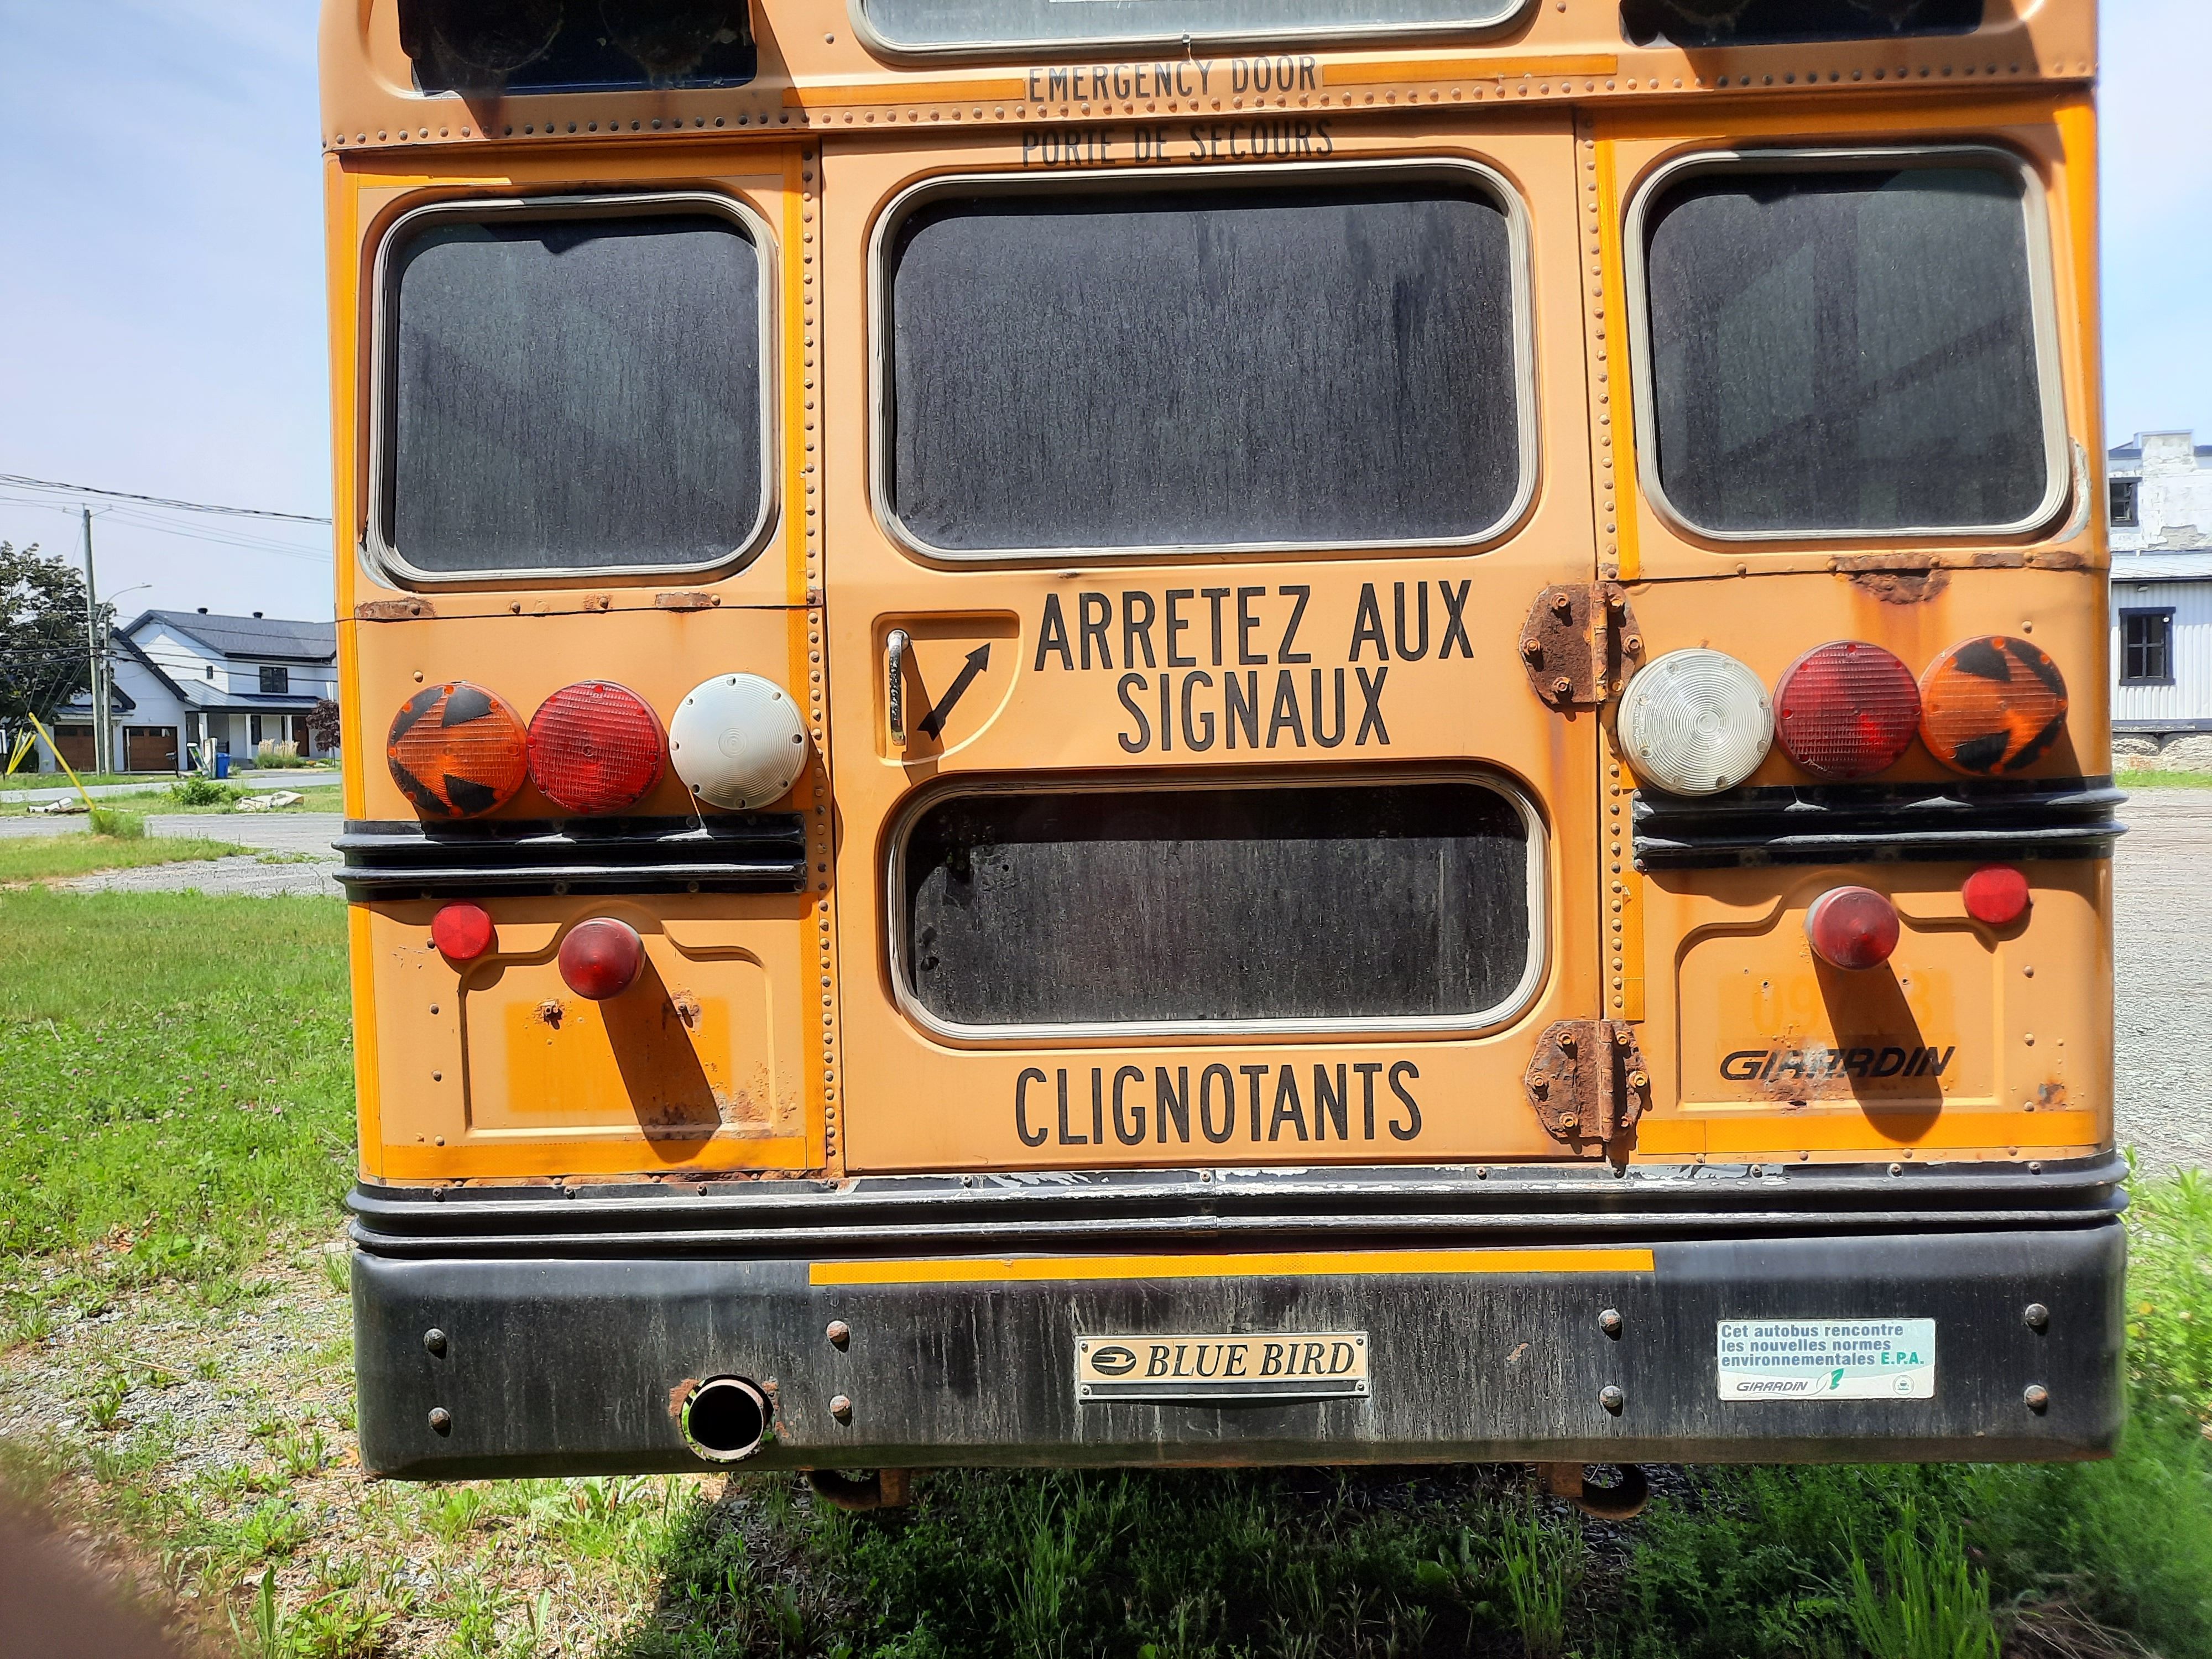 EMERGENCY DOOR
PORTE DE SECOURS
ARRETEZ AUX
SIGNAUX
CLIGNOTANTS
GIRARDIN
BLUE BIRD
Cet autobus rencontre
les nouvelles normes
environnementales E.P.A.
GIRARDIN